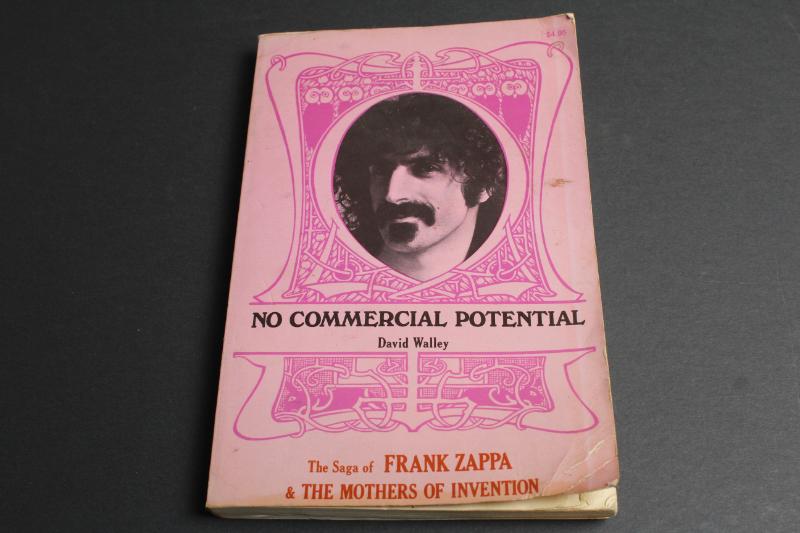 $4.95
NO COMMERCIAL POTENTIAL
David Walley
The Saga of FRANK ZAPPA
& THE MOTHERS OF INVENTION